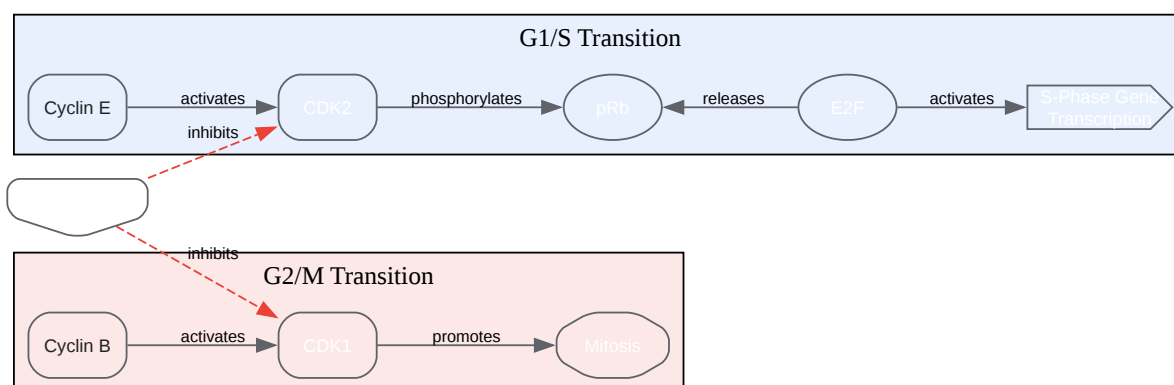 G1/S Transition
Cyclin E
activates
CDK2
phosphorylates
pRb
releases
E2F
activates
S-Phase Gene
Transcription
inhibits
inhibits
G2/M Transition
Cyclin B
activates
CDK1
promotes
Mitosis